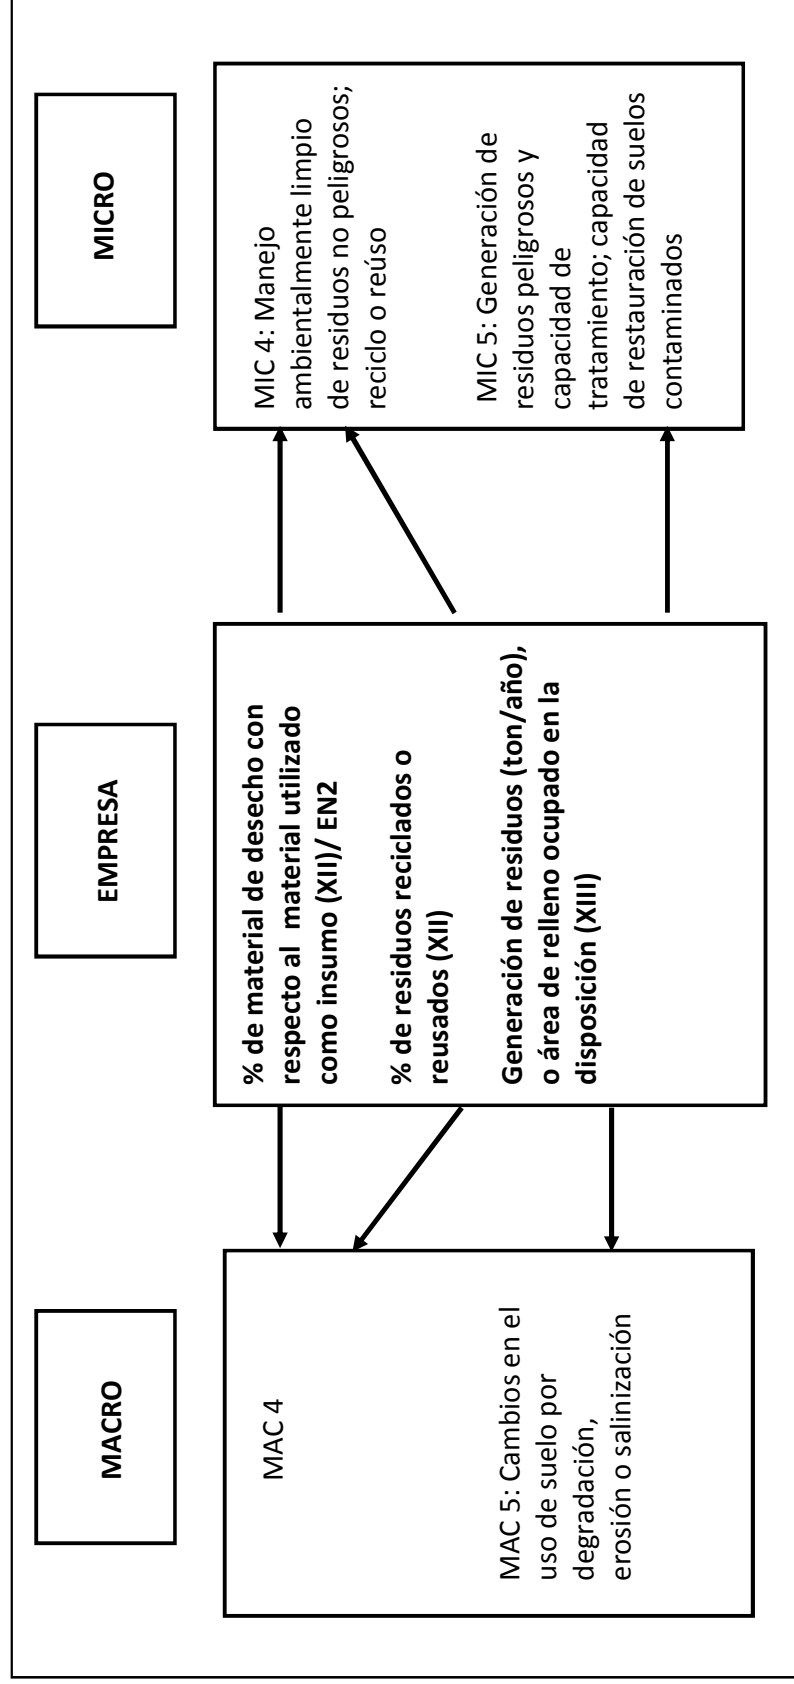 MACRO
EMPRESA
MICRO
MAC 4
MAC 5: Cambios en el
uso de suelo por
degradación,
erosión o salinización
% de material de desecho con
respecto al material utilizado
como insumo (XII)/ EN2
% de residuos reciclados o
reusados (XII)
Generación de residuos (ton/año),
o área de relleno ocupado en la
disposición (XIII)
MIC 4: Manejo
ambientalmente limpio
de residuos no peligrosos;
reciclo o reúso
MIC 5: Generación de
residuos peligrosos y
capacidad de
tratamiento; capacidad
de restauración de suelos
contaminados